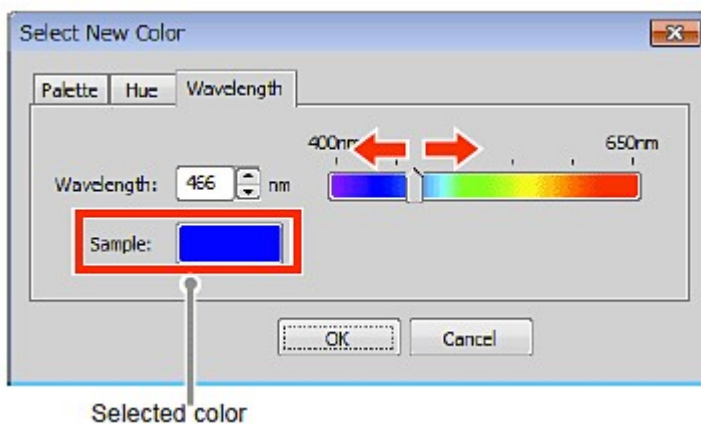 Select New Color
Palette Hue Wavelength
400nm 650nm
Wavelength: 466 nm
Sample:
OK Cancel
Selected color